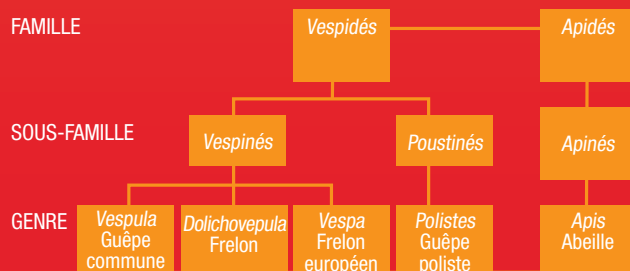 FAMILLE
Vespidés
Apidés
SOUS-FAMILLE
Vespinés
Poustinés
Apinés
GENRE
Vespula
Guêpe
commune
Dolichovepula
Frelon
Vespa
Frelon
européen
Polistes
Guêpe
poliste
Apis
Abeille